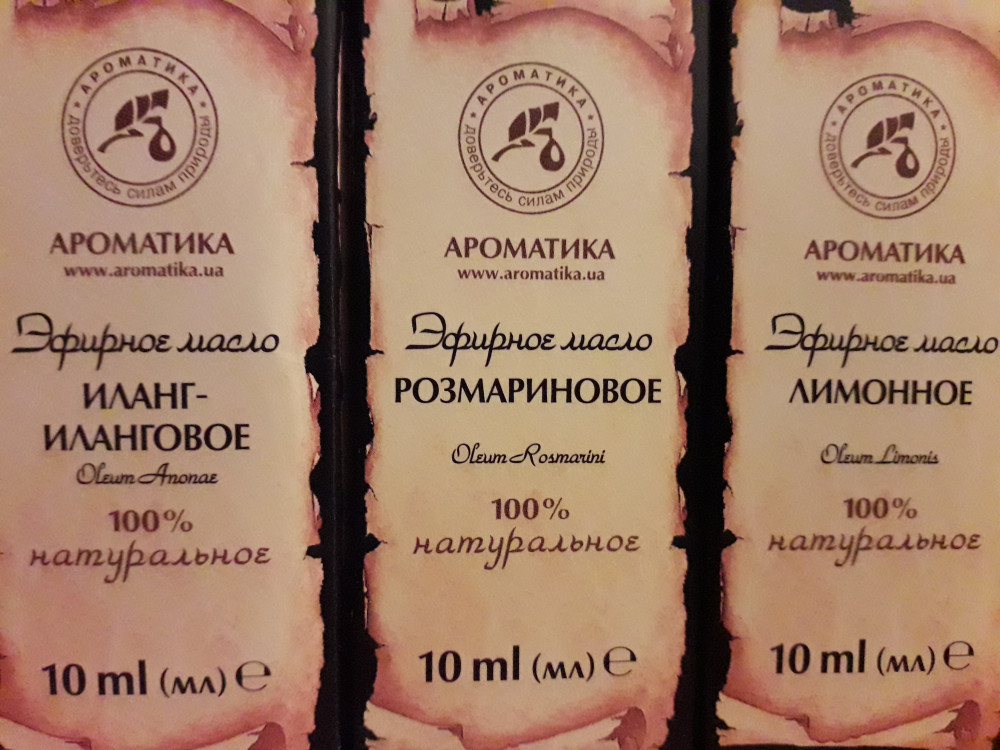 АРОМАТИКА
доверьтесь силам природы
АРОМАТИКА
www.aromatika.ua
Эфирное масло
ИЛАНГ-
ИЛАНГОВОЕ
Oleum Anonae
100%
натуральное
10 ml (мл) ℮
АРОМАТИКА
доверьтесь силам природы
АРОМАТИКА
www.aromatika.ua
Эфирное масло
РОЗМАРИНОВОЕ
Oleum Rosmarini
100%
натуральное
10 ml (мл) ℮
АРОМАТИКА
доверьтесь силам природы
АРОМАТИКА
www.aromatika.ua
Эфирное масло
ЛИМОННОЕ
Oleum Limonis
100%
натуральное
10 ml (мл) ℮